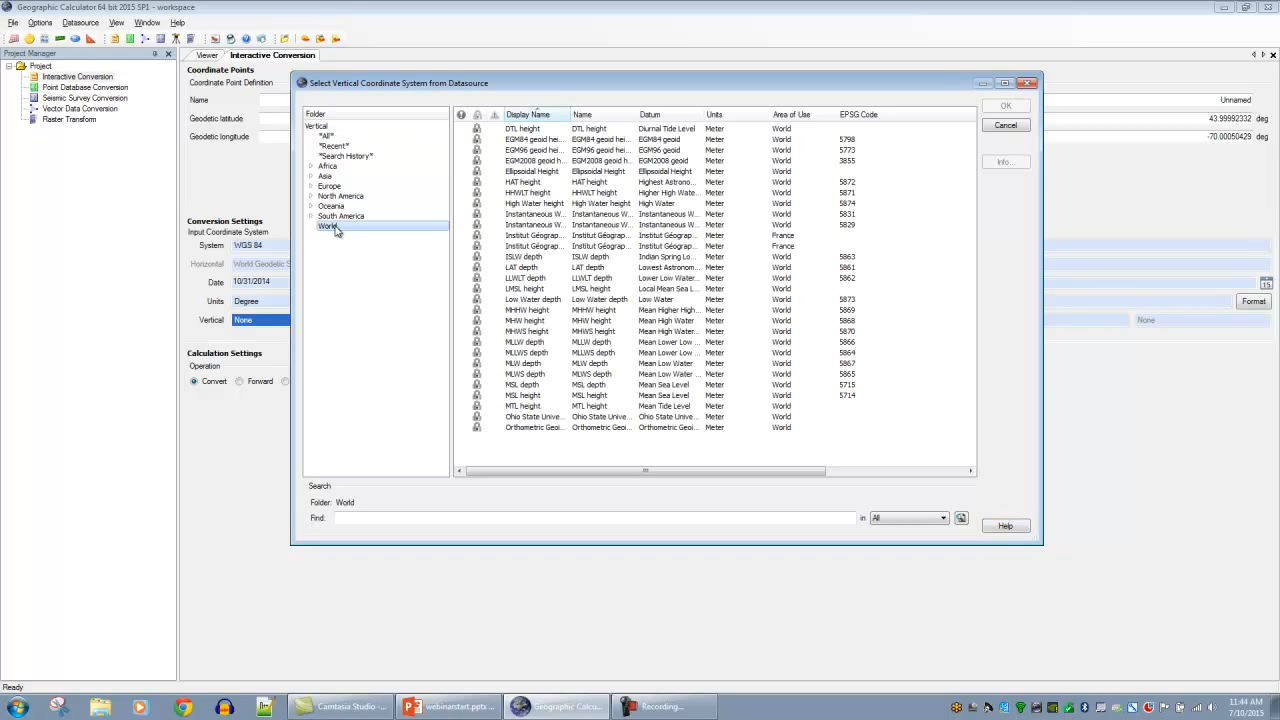 Geographic Calculator 64 bit 2015 SP1 - workspace
File Options Datasource View Window Help
Project Manager
Viewer Interactive Conversion
Project
Interactive Conversion
Point Database Conversion
Seismic Survey Conversion
Vector Data Conversion
Raster Transform
Coordinate Points
Coordinate Point Definition
Name Unnamed
Geodetic latitude 43.99992332 deg
Geodetic longitude -70.00050429 deg
Conversion Settings
Input Coordinate System
System WGS 84
Horizontal World Geodetic S
Date 10/31/2014 15
Units Degree Format
Vertical None None
Calculation Settings
Operation
Convert Forward
Select Vertical Coordinate System from Datasource
Folder
Vertical
*All*
*Recent*
*Search History*
Africa
Asia
Europe
North America
Oceania
South America
World
Display Name Name Datum Units Area of Use EPSG Code
DTL height DTL height Diurnal Tide Level Meter World
EGM84 geoid hei... EGM84 geoid hei... EGM84 geoid Meter World 5798
EGM96 geoid hei... EGM96 geoid hei... EGM96 geoid Meter World 5773
EGM2008 geoid h... EGM2008 geoid h... EGM2008 geoid Meter World 3855
Ellipsoidal Height Ellipsoidal Height Ellipsoidal Height Meter World
HAT height HAT height Highest Astrono... Meter World 5872
HHWLT height HHWLT height Higher High Wate... Meter World 5871
High Water height High Water height High Water Meter World 5874
Instantaneous W... Instantaneous W... Instantaneous W... Meter World 5831
Instantaneous W... Instantaneous W... Instantaneous W... Meter World 5829
Institut Géograp... Institut Géograp... Institut Géograp... Meter France
Institut Géograp... Institut Géograp... Institut Géograp... Meter France
ISLW depth ISLW depth Indian Spring Lo... Meter World 5863
LAT depth LAT depth Lowest Astronom... Meter World 5861
LLWLT depth LLWLT depth Lower Low Water... Meter World 5862
LMSL height LMSL height Local Mean Sea L... Meter World
Low Water depth Low Water depth Low Water Meter World 5873
MHHW height MHHW height Mean Higher High... Meter World 5869
MHW height MHW height Mean High Water Meter World 5868
MHWS height MHWS height Mean High Water... Meter World 5870
MLLW depth MLLW depth Mean Lower Low ... Meter World 5866
MLLWS depth MLLWS depth Mean Lower Low ... Meter World 5864
MLW depth MLW depth Mean Low Water Meter World 5867
MLWS depth MLWS depth Mean Low Water ... Meter World 5865
MSL depth MSL depth Mean Sea Level Meter World 5715
MSL height MSL height Mean Sea Level Meter World 5714
MTL height MTL height Mean Tide Level Meter World
Ohio State Unive... Ohio State Unive... Ohio State Unive... Meter World
Orthometric Geoi... Orthometric Geoi... Orthometric Geoi... Meter World
OK
Cancel
Info...
Search
Folder: World
Find: in All
Help
Ready
Camtasia Studio -... webinarstart.ppts ... Geographic Calcu... Recording... 11:44 AM
7/10/2015